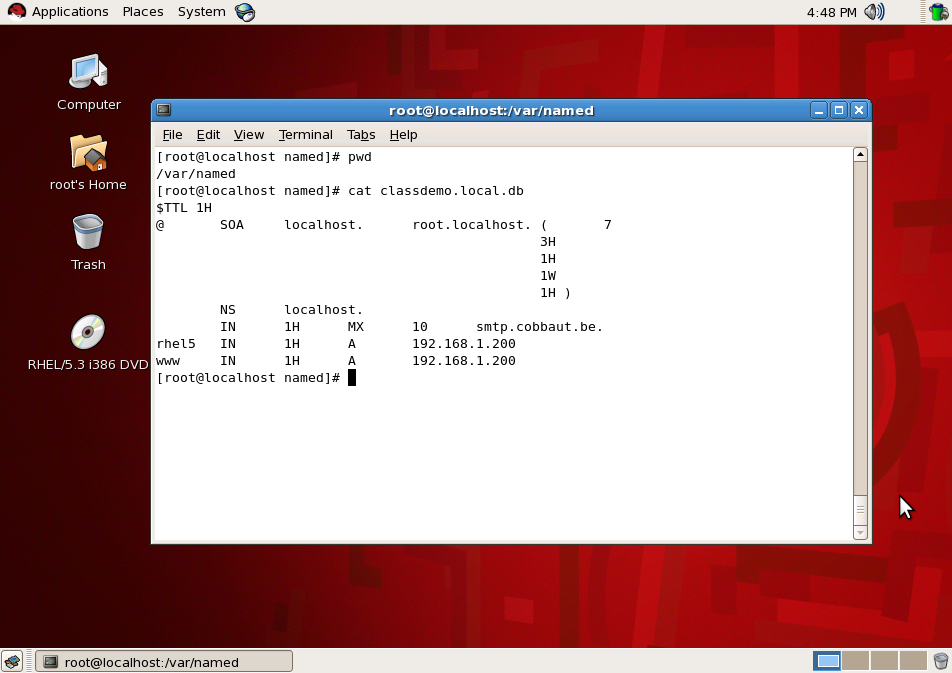 Applications Places System 4:48 PM
Computer
root's Home
Trash
RHEL/5.3 i386 DVD
root@localhost:/var/named
File Edit View Terminal Tabs Help
[root@localhost named]# pwd
/var/named
[root@localhost named]# cat classdemo.local.db
$TTL 1H
@       SOA     localhost.      root.localhost. (       7
                                                3H
                                                1H
                                                1W
                                                1H )
        NS      localhost.
        IN      1H      MX      10      smtp.cobbaut.be.
rhel5   IN      1H      A       192.168.1.200
www     IN      1H      A       192.168.1.200
[root@localhost named]#
root@localhost:/var/named